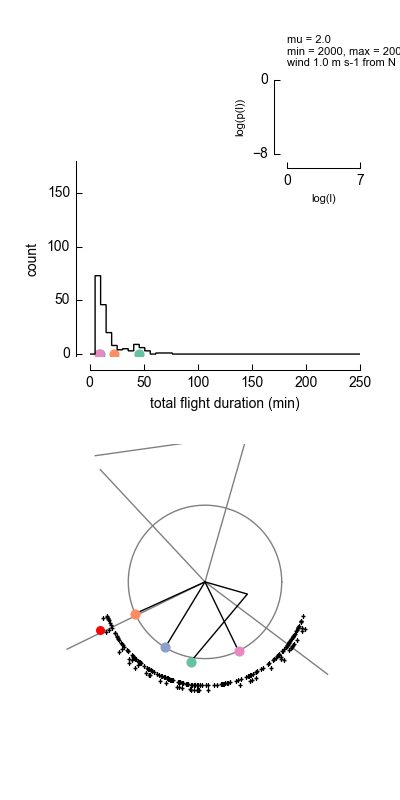 mu = 2.0
min = 2000, max = 200
wind 1.0 m s-1 from N
0
log(p(l))
−8
0 7
log(l)
150
100
50
0
count
0 50 100 150 200 250
total flight duration (min)